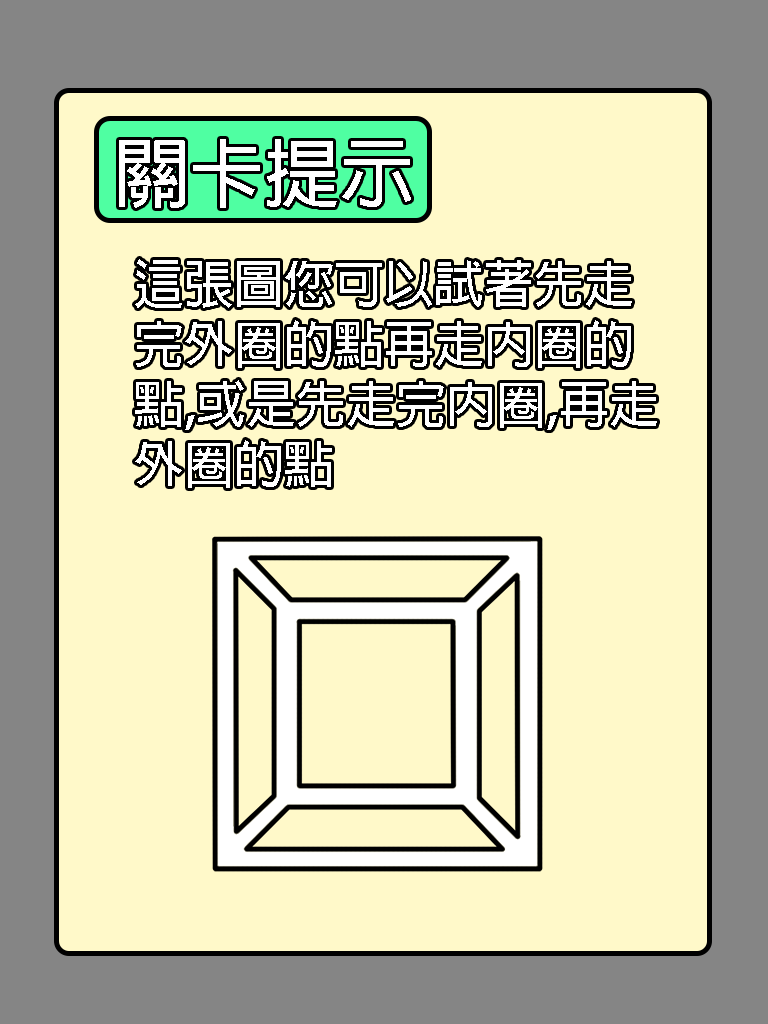 關卡提示
這張圖您可以試著先走
完外圈的點再走內圈的
點,或是先走完內圈,再走
外圈的點